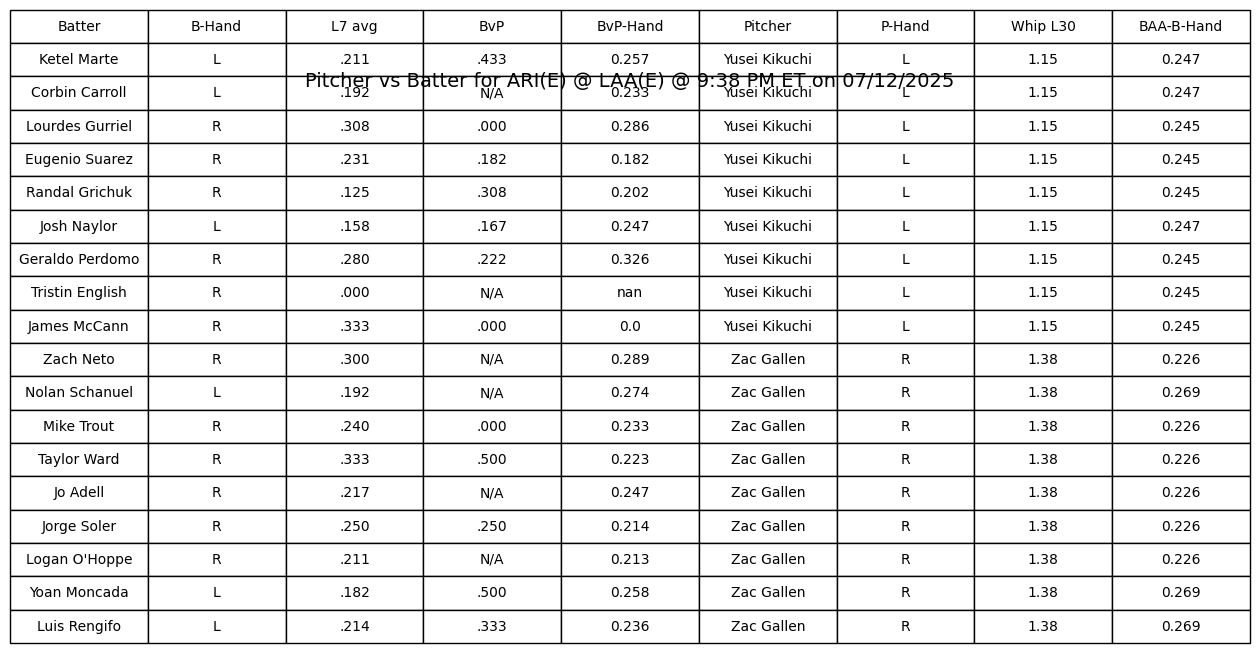 Batter B-Hand L7 avg BvP BvP-Hand Pitcher P-Hand Whip L30 BAA-B-Hand
Ketel Marte L .211 .433 0.257 Yusei Kikuchi L 1.15 0.247
Pitcher vs Batter for ARI(E) @ LAA(E) @ 9:38 PM ET on 07/12/2025
Corbin Carroll L .192 N/A 0.233 Yusei Kikuchi L 1.15 0.247
Lourdes Gurriel R .308 .000 0.286 Yusei Kikuchi L 1.15 0.245
Eugenio Suarez R .231 .182 0.182 Yusei Kikuchi L 1.15 0.245
Randal Grichuk R .125 .308 0.202 Yusei Kikuchi L 1.15 0.245
Josh Naylor L .158 .167 0.247 Yusei Kikuchi L 1.15 0.247
Geraldo Perdomo R .280 .222 0.326 Yusei Kikuchi L 1.15 0.245
Tristin English R .000 N/A nan Yusei Kikuchi L 1.15 0.245
James McCann R .333 .000 0.0 Yusei Kikuchi L 1.15 0.245
Zach Neto R .300 N/A 0.289 Zac Gallen R 1.38 0.226
Nolan Schanuel L .192 N/A 0.274 Zac Gallen R 1.38 0.269
Mike Trout R .240 .000 0.233 Zac Gallen R 1.38 0.226
Taylor Ward R .333 .500 0.223 Zac Gallen R 1.38 0.226
Jo Adell R .217 N/A 0.247 Zac Gallen R 1.38 0.226
Jorge Soler R .250 .250 0.214 Zac Gallen R 1.38 0.226
Logan O'Hoppe R .211 N/A 0.213 Zac Gallen R 1.38 0.226
Yoan Moncada L .182 .500 0.258 Zac Gallen R 1.38 0.269
Luis Rengifo L .214 .333 0.236 Zac Gallen R 1.38 0.269